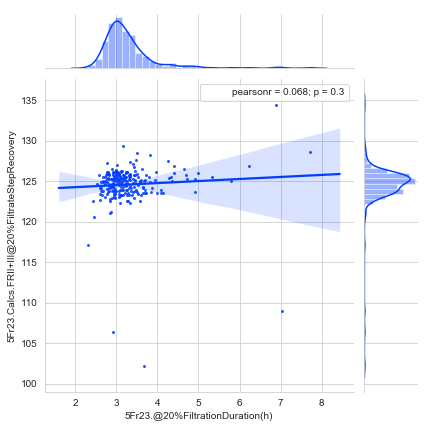 pearsonr = 0.068; p = 0.3
135
130
125
120
115
110
105
100
5Fr23.Calcs.FRII+III@20%FiltrateStepRecovery
2 3 4 5 6 7 8
5Fr23.@20%FiltrationDuration(h)